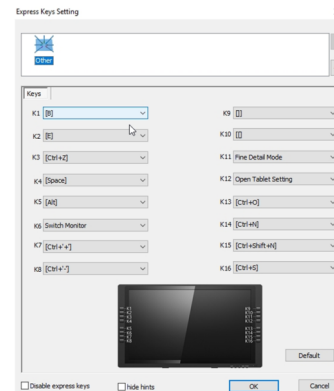 Express Keys Setting
Other
Keys
K1 [B]
K2 [E]
K3 [Ctrl+Z]
K4 [Space]
K5 [Alt]
K6 Switch Monitor
K7 [Ctrl+'+']
K8 [Ctrl+'-']
K9 []]
K10 [[]
K11 Fine Detail Mode
K12 Open Tablet Setting
K13 [Ctrl+O]
K14 [Ctrl+N]
K15 [Ctrl+Shift+N]
K16 [Ctrl+S]
Default
Disable express keys
hide hints
OK
Cancel